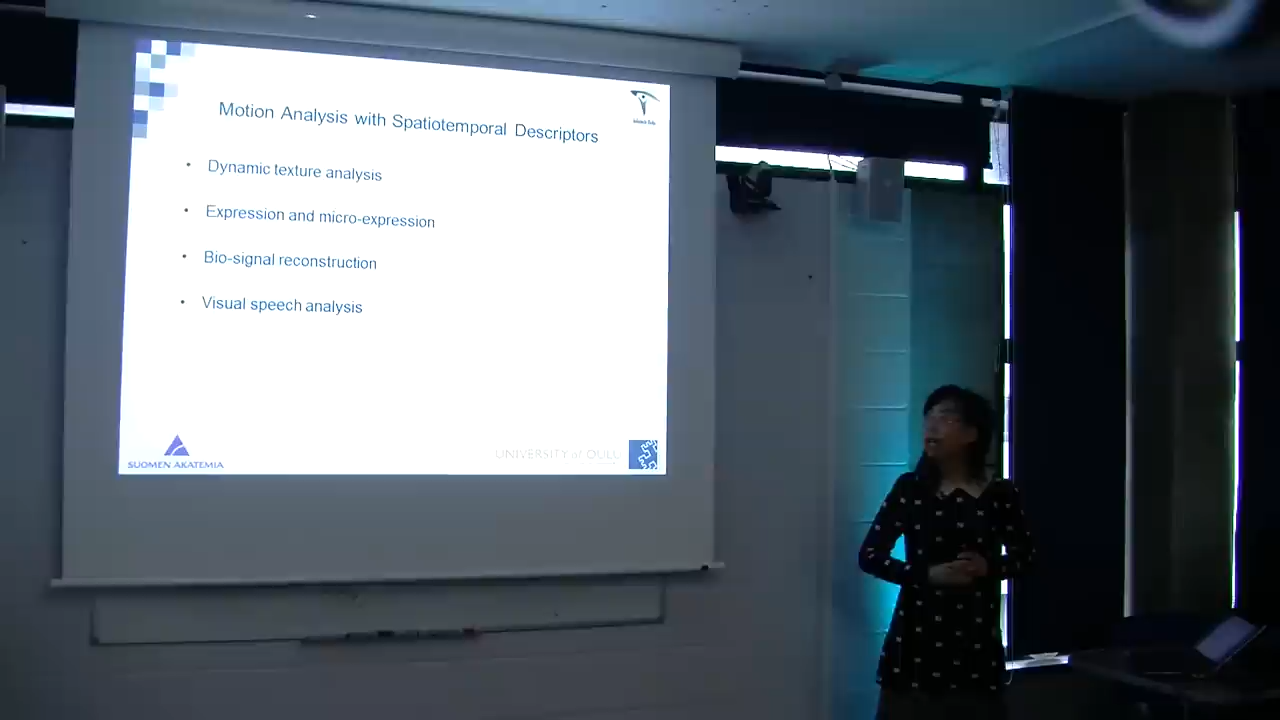 Motion Analysis with Spatiotemporal Descriptors
• Dynamic texture analysis
• Expression and micro-expression
• Bio-signal reconstruction
• Visual speech analysis
SUOMEN AKATEMIA
UNIVERSITY of OULU